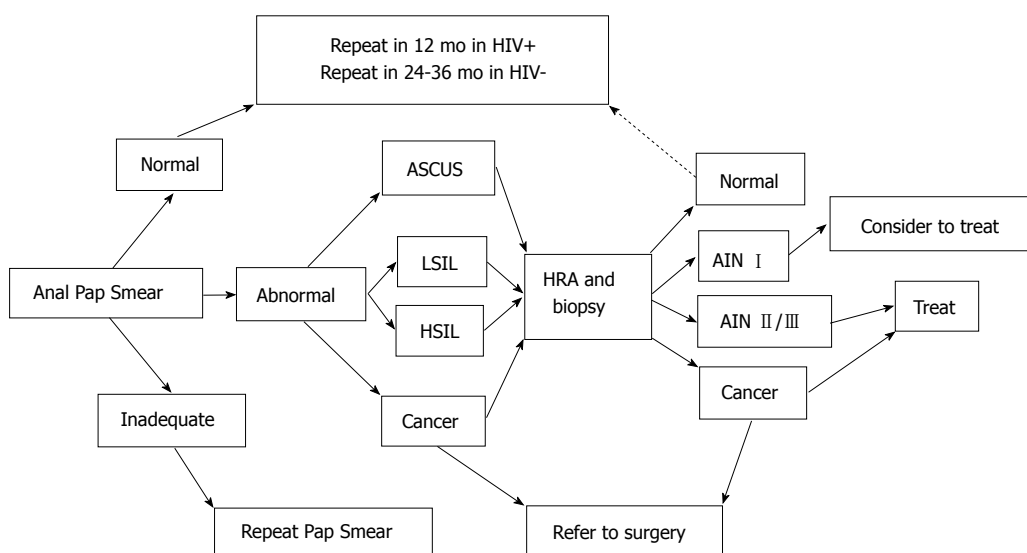 Repeat in 12 mo in HIV+
Repeat in 24-36 mo in HIV-
Normal
ASCUS
Normal
Consider to treat
Anal Pap Smear
Abnormal
LSIL
HSIL
HRA and
biopsy
AIN Ⅰ
AIN Ⅱ/Ⅲ
Treat
Inadequate
Cancer
Cancer
Repeat Pap Smear
Refer to surgery